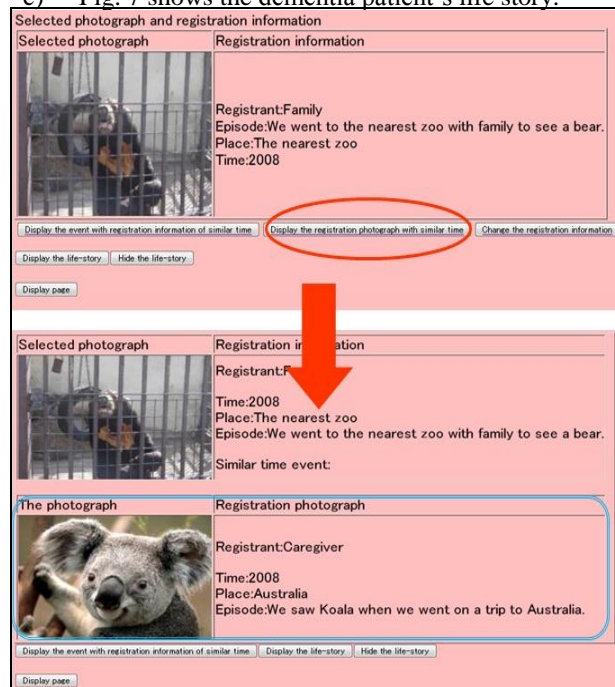 c) Fig. 7 shows the dementia patient's life story.
Selected photograph and registration information
Selected photograph Registration information
Registrant:Family
Episode:We went to the nearest zoo with family to see a bear.
Place:The nearest zoo
Time:2008
Display the event with registration information of similar time Display the registration photograph with similar time Change the registration information
Display the life-story Hide the life-story
Display page
Selected photograph Registration
Registrant:F
Time:2008
Place:The nearest zoo
Episode:We went to the nearest zoo with family to see a bear.
Similar time event:
The photograph Registration photograph
Registrant:Caregiver
Time:2008
Place:Australia
Episode:We saw Koala when we went on a trip to Australia.
Display the event with registration information of similar time Display the life-story Hide the life-story
Display page